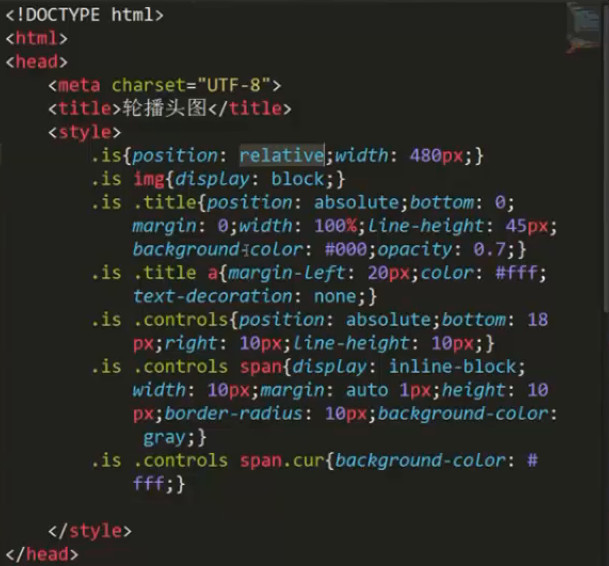 <!DOCTYPE html>
<html>
<head>
<meta charset="UTF-8">
<title>轮播头图</title>
<style>
.is{position: relative;width: 480px;}
.is img{display: block;}
.is .title{position: absolute;bottom: 0;
margin: 0;width: 100%;line-height: 45px;
background-color: #000;opacity: 0.7;}
.is .title a{margin-left: 20px;color: #fff;
text-decoration: none;}
.is .controls{position: absolute;bottom: 18
px;right: 10px;line-height: 10px;}
.is .controls span{display: inline-block;
width: 10px;margin: auto 1px;height: 10
px;border-radius: 10px;background-color:
gray;}
.is .controls span.cur{background-color: #
fff;}
</style>
</head>